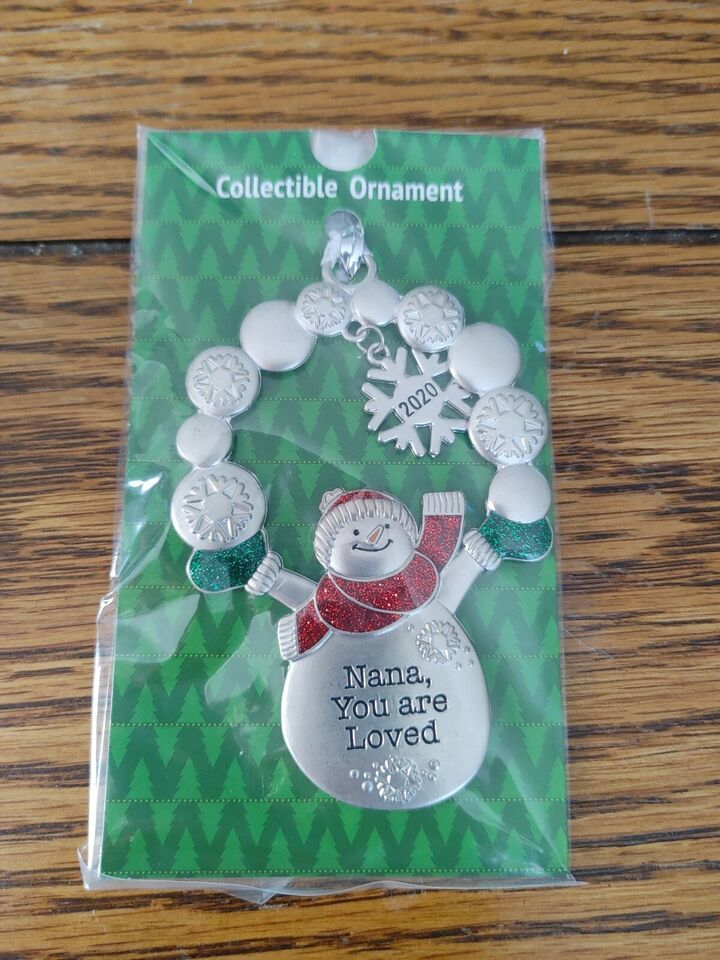 Collectible Ornament
2020
Nana,
You are
Loved